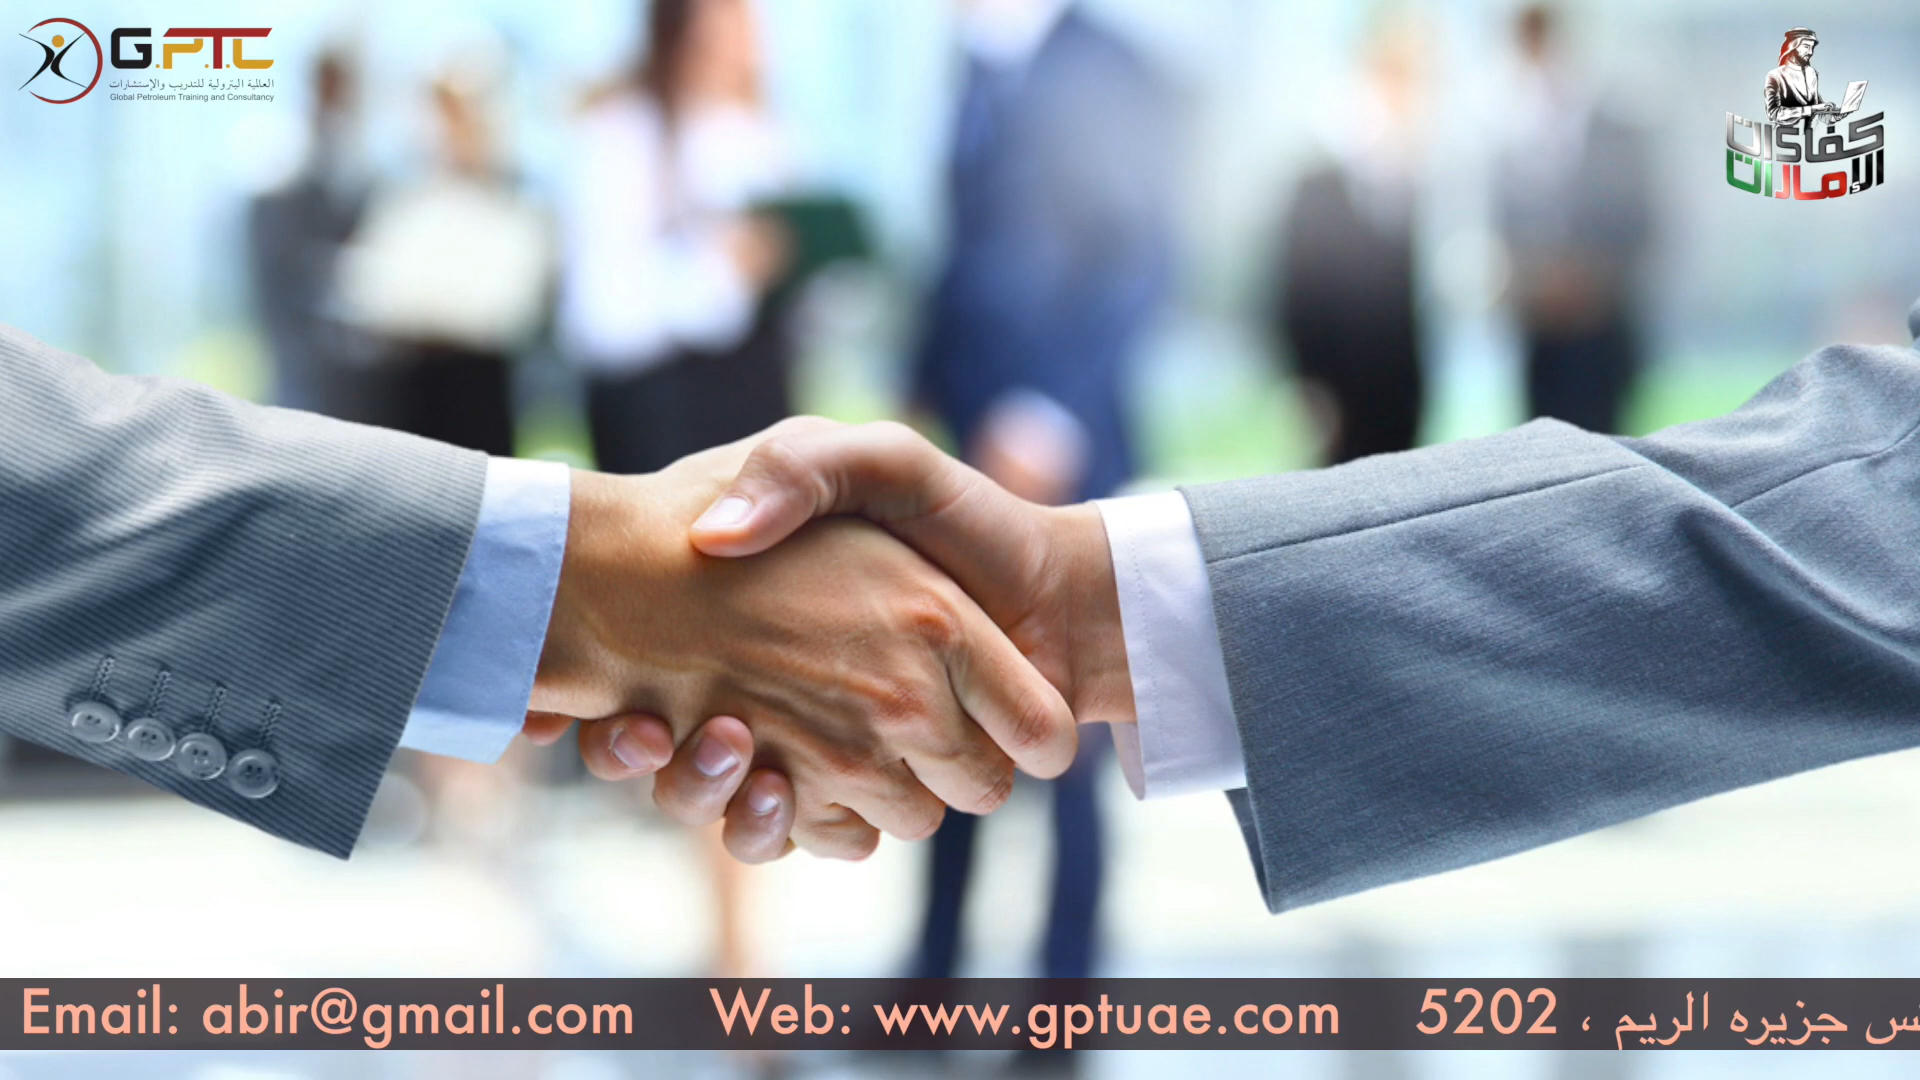 G.P.T.C
العالمية البترولية للتدريب والإستشارات
Global Petroleum Training and Consultancy
كفاءات
الإمارات
Email: abir@gmail.com Web: www.gptuae.com 5202 ، جزيره الريم